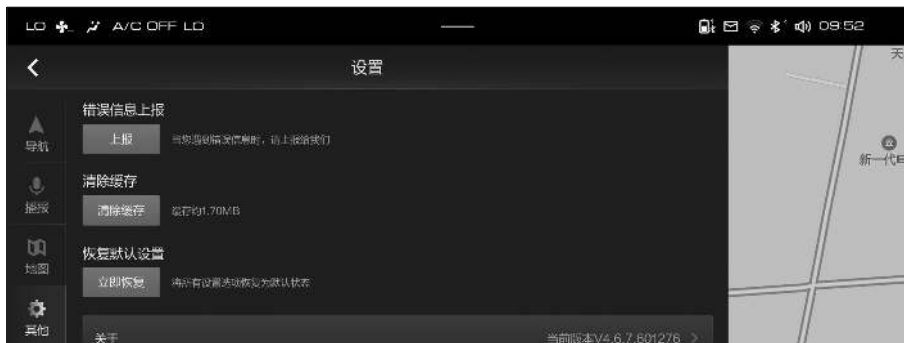 LO A/C OFF LO 09:52
设置
天
错误信息上报
导航
上报
当您遇到错误信息时，请上报给我们
新一代
清除缓存
播报
清除缓存
缓存约1.70MB
地图
恢复默认设置
立即恢复
将所有设置选项恢复为默认状态
其他
关于
当前版本V4.6.7.601276